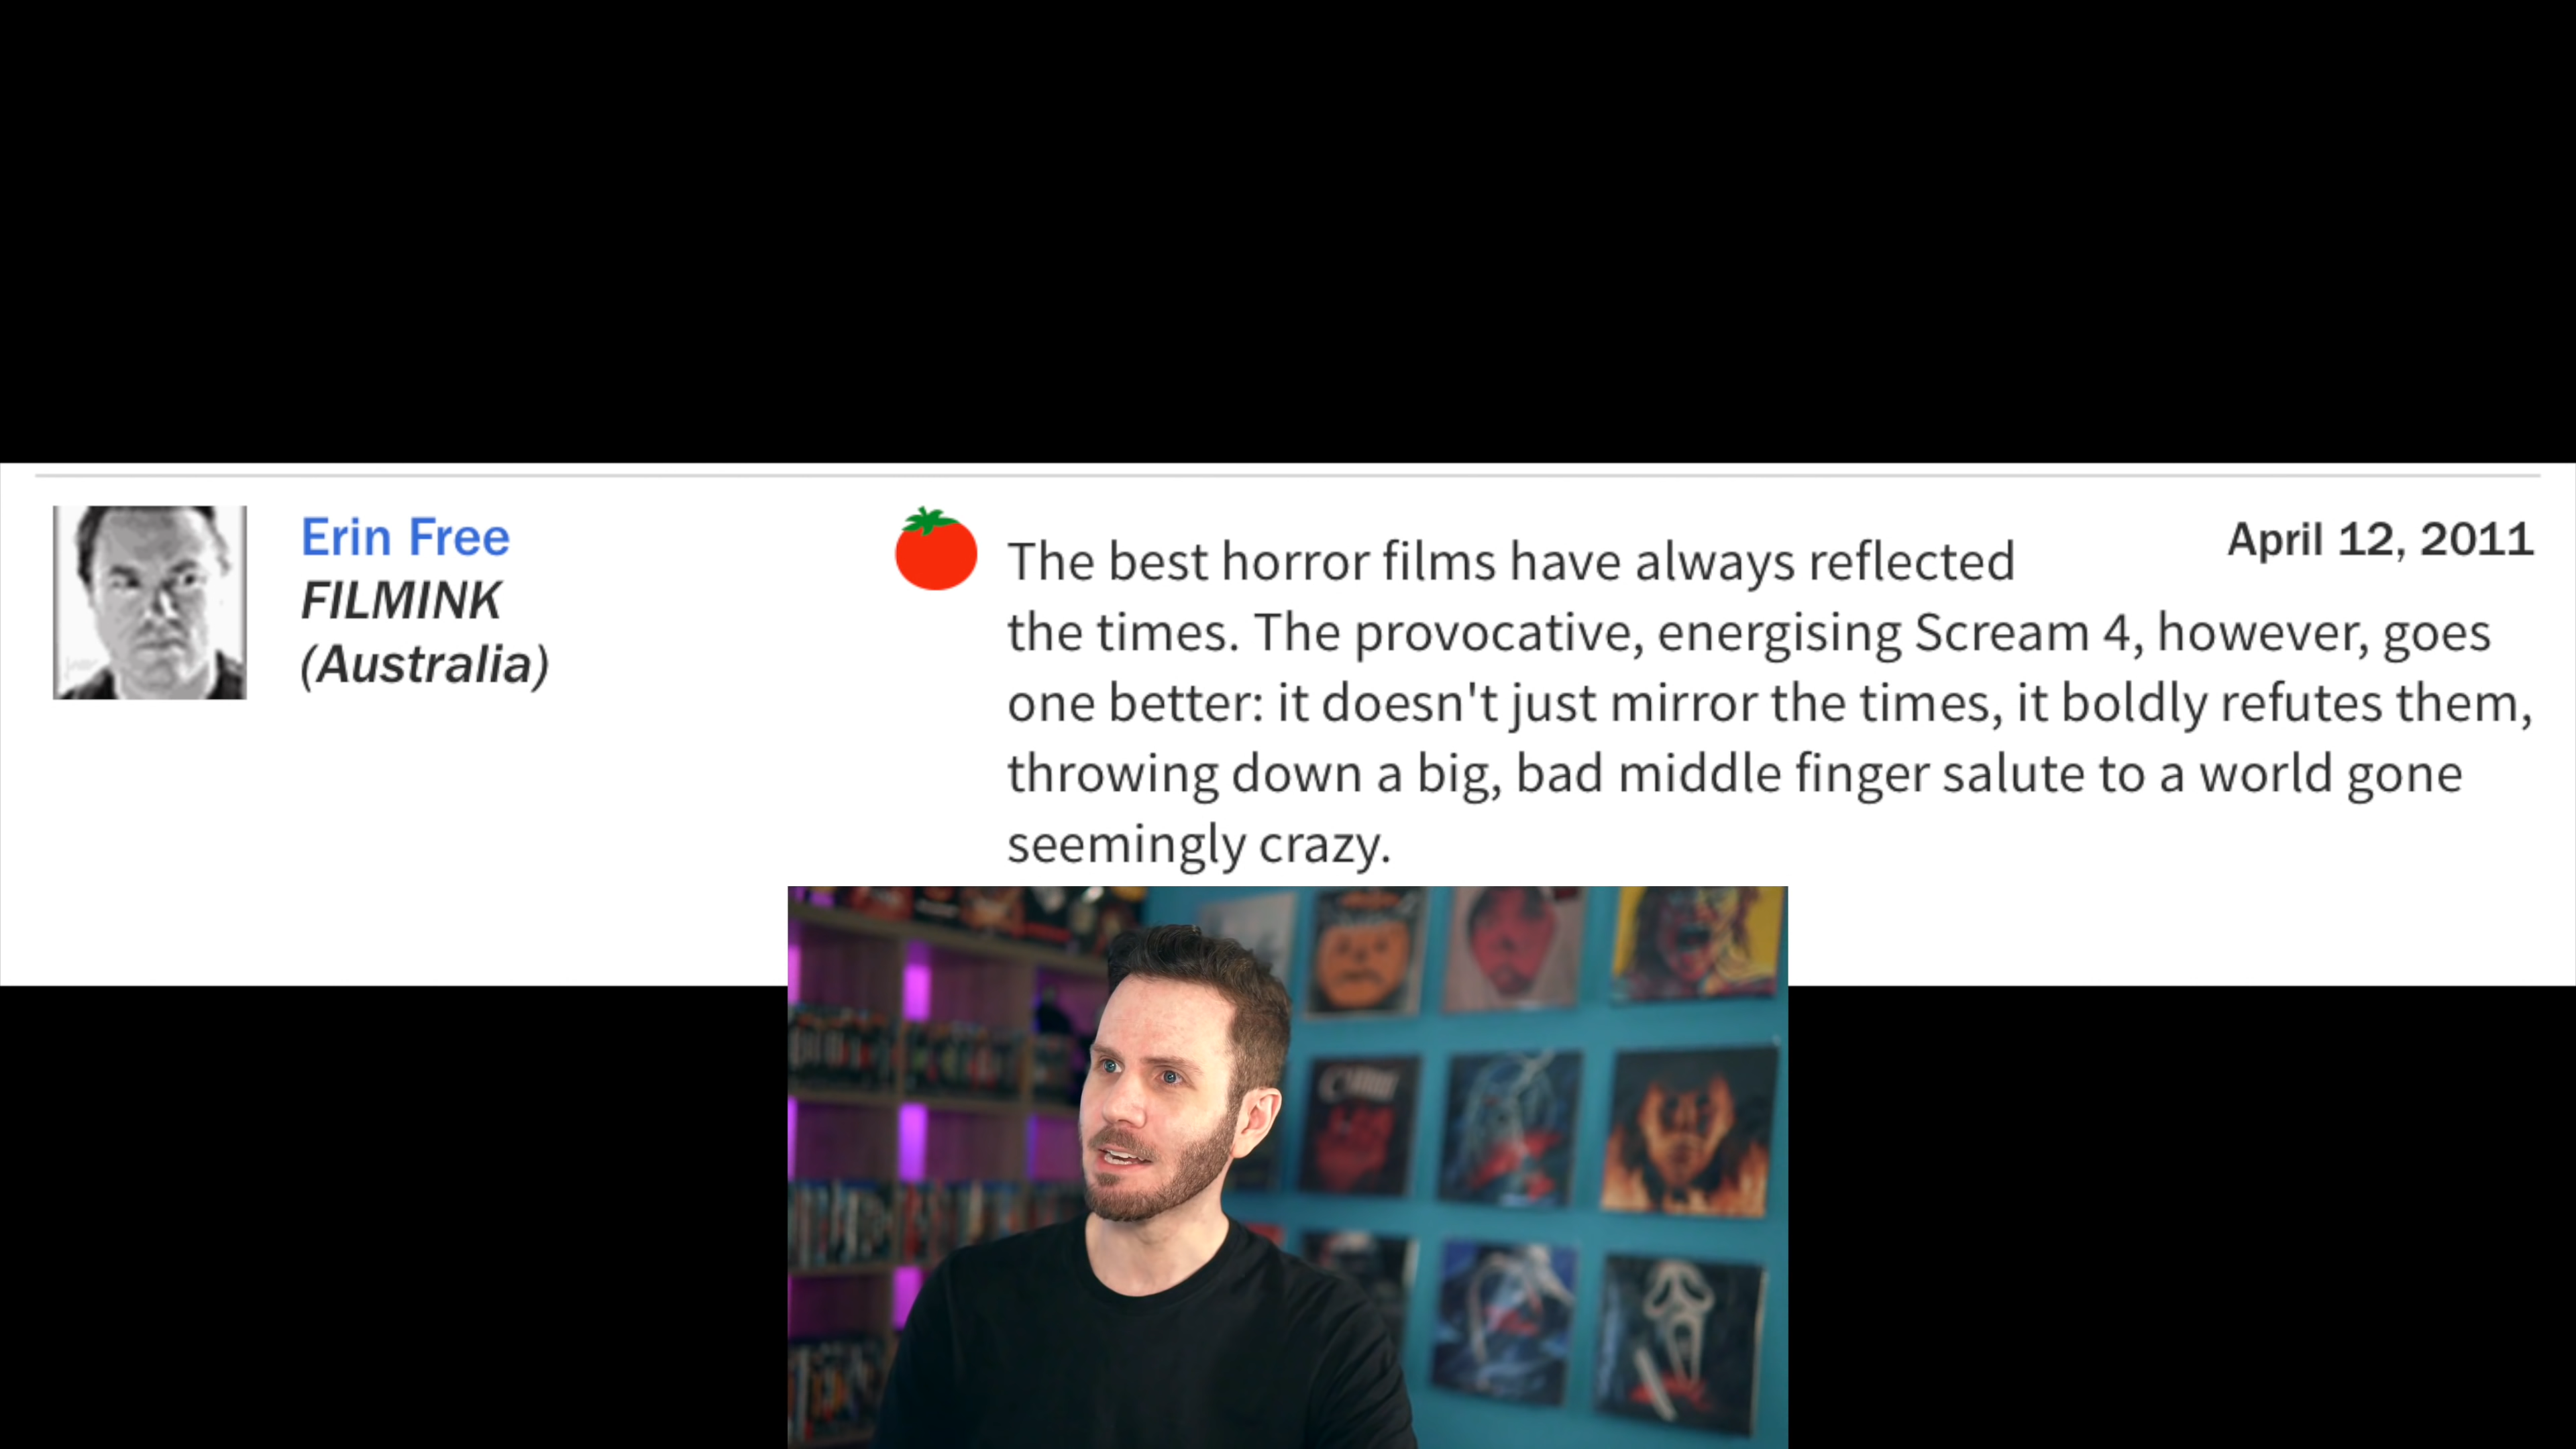 Erin Free
FILMINK
(Australia)
April 12, 2011
The best horror films have always reflected
the times. The provocative, energising Scream 4, however, goes
one better: it doesn't just mirror the times, it boldly refutes them,
throwing down a big, bad middle finger salute to a world gone
seemingly crazy.